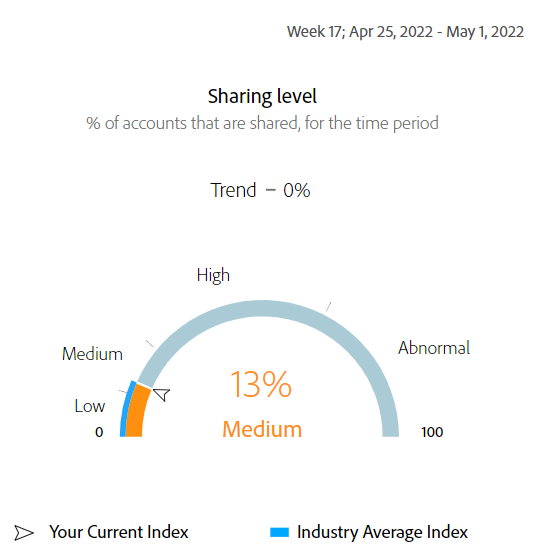 Week 17; Apr 25, 2022 - May 1, 2022
Sharing level
% of accounts that are shared, for the time period
Trend – 0%
High
Medium
Abnormal
13%
Low
Medium
0
100
Your Current Index
Industry Average Index